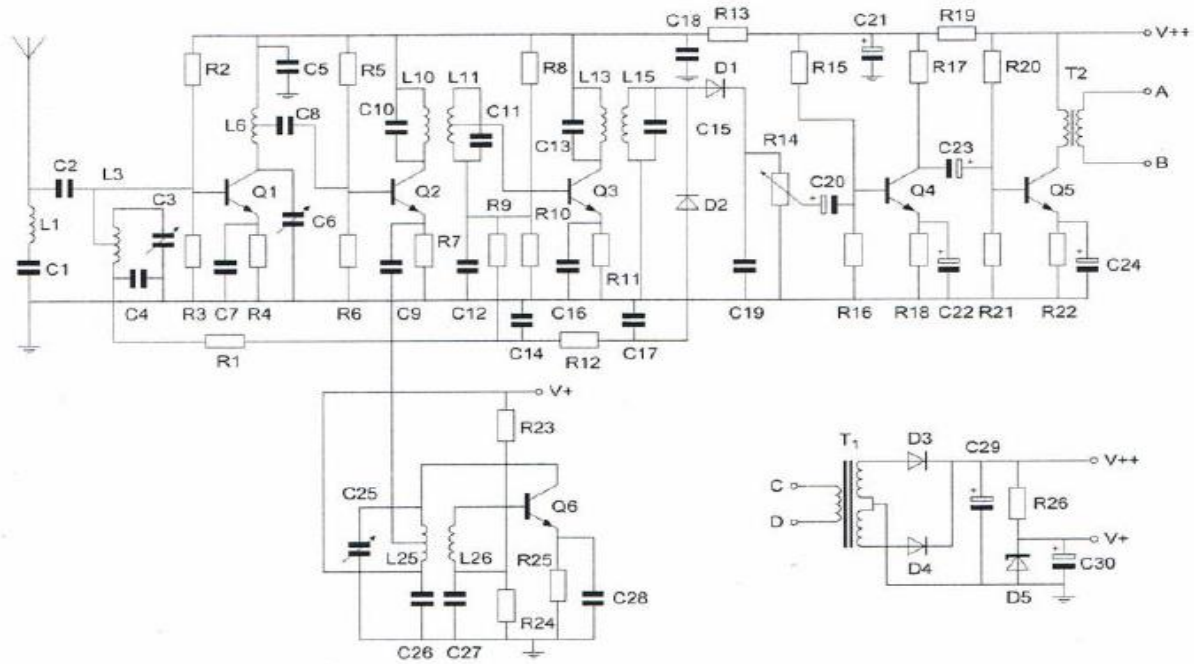 C18 R13 C21 R19
V++
R2 C5 R5 L10 L11 R8 L13 L15 D1 R15 R17 R20 T2
A
C8 C10 C11 C15
L6 C13 R14 C23 B
C2 L3
C3 Q1 Q2 Q3 C20 Q4 Q5
L1 C6 R9 R10 D2
R7
C1 R11 C24
C4 R3 C7 R4 R6 C9 C12 C16 C19 R16 R18 C22 R21 R22
C14 C17
R1 R12
V+
R23
T1 D3 C29
V++
C25 Q6 C
R26
D
L25 L26 R25 V+
D4 C30
C28 D5
R24
C26 C27